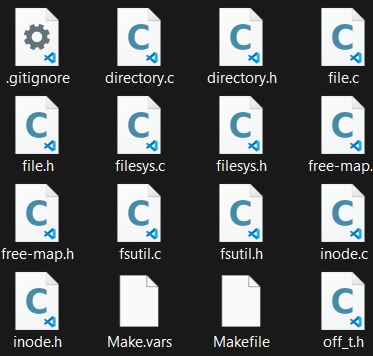 .gitignore directory.c directory.h file.c
file.h filesys.c filesys.h free-map.
free-map.h fsutil.c fsutil.h inode.c
inode.h Make.vars Makefile off_t.h